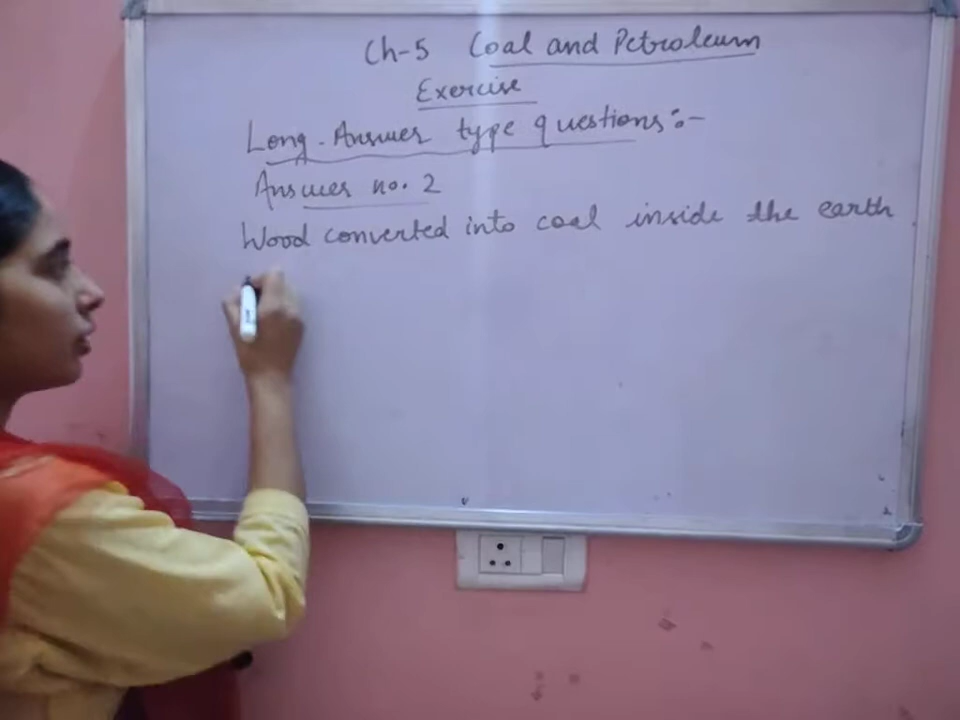 Ch-5 Coal and Petroleum
Exercise
Long Answer type questions:-
Answer no. 2
Wood converted into coal inside the earth